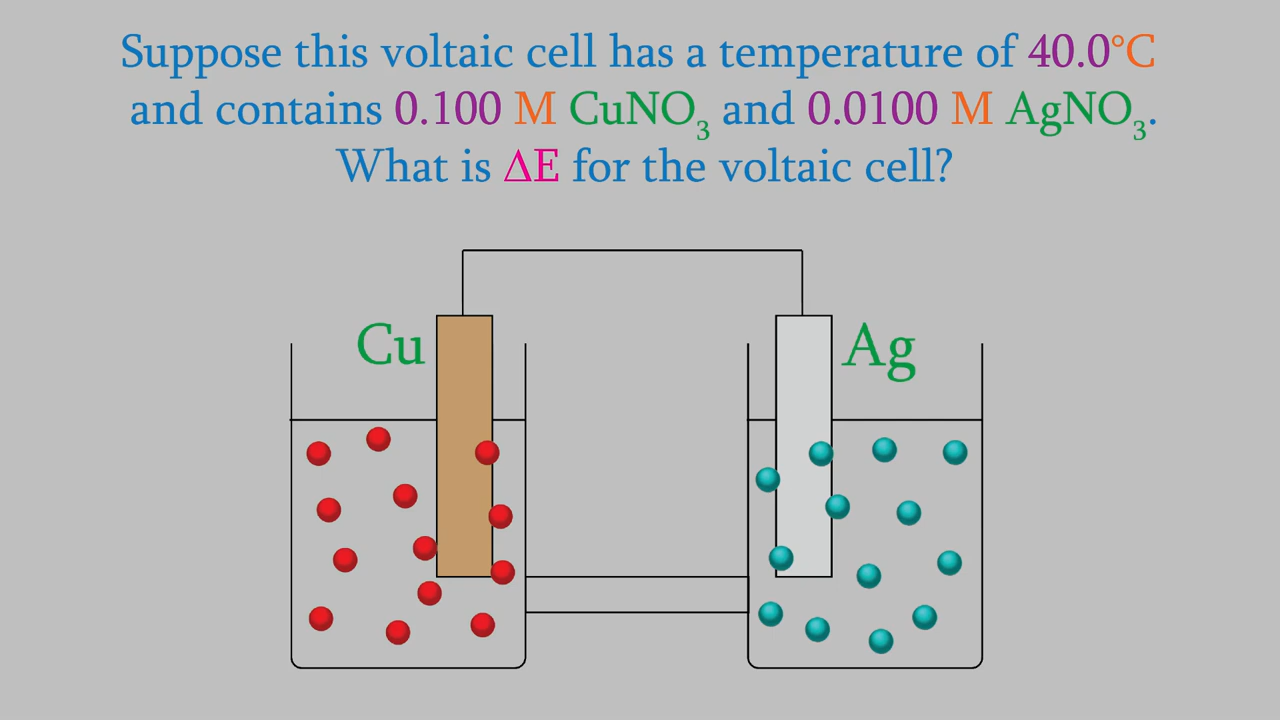 Suppose this voltaic cell has a temperature of 40.0°C
and contains 0.100 M CuNO₃ and 0.0100 M AgNO₃.
What is ΔE for the voltaic cell?
Cu
Ag